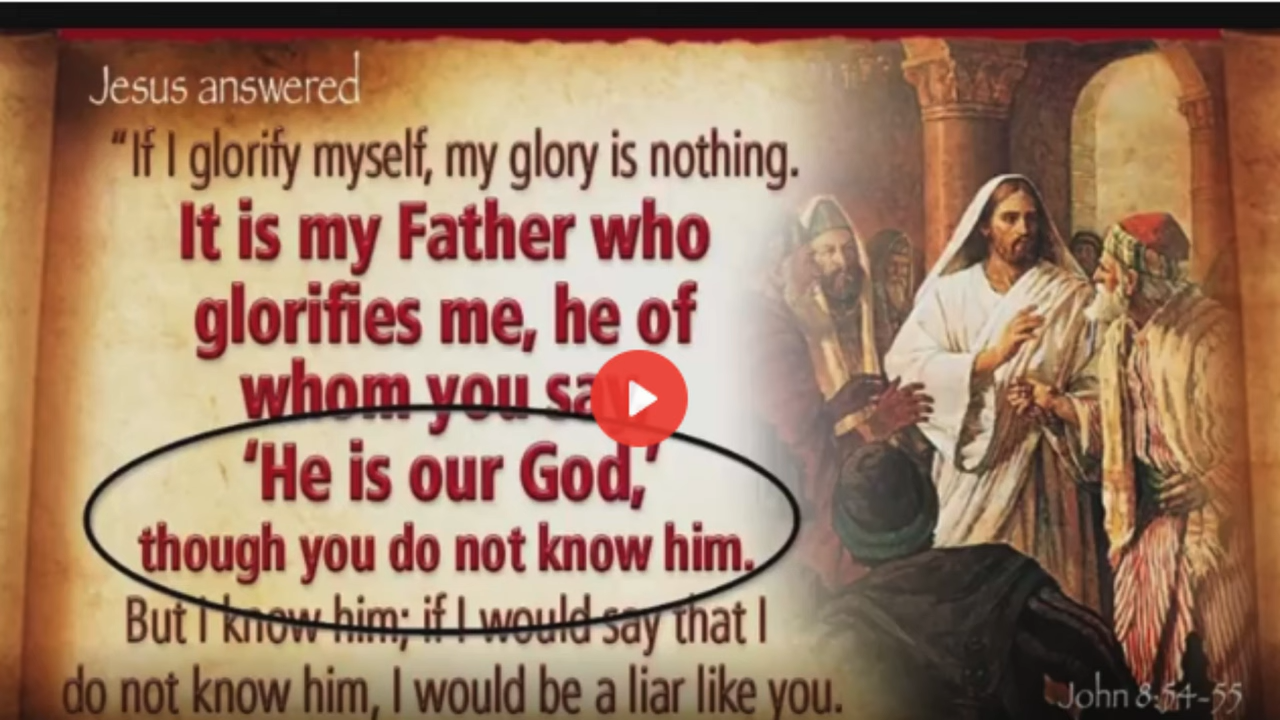 Jesus answered
“If I glorify myself, my glory is nothing.
It is my Father who
glorifies me, he of
whom you say
‘He is our God,’
though you do not know him.
But I know him; if I would say that I
do not know him, I would be a liar like you.
John 8:54-55